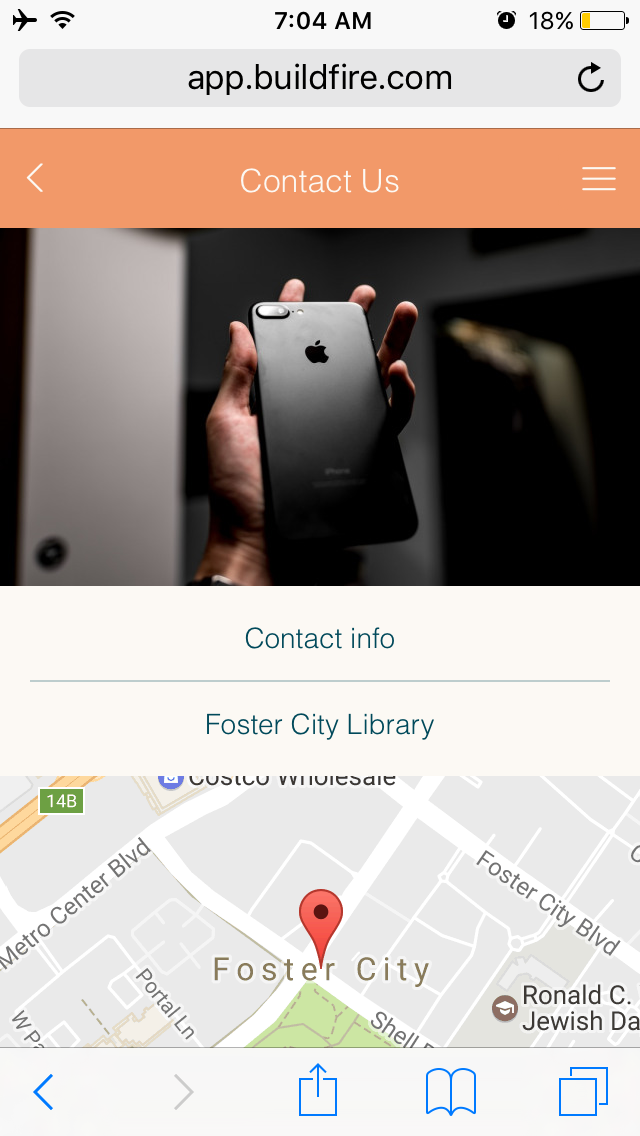 7:04 AM
18%
app.buildfire.com
Contact Us
iPhone
Contact info
Foster City Library
Costco Wholesale
14B
Metro Center Blvd
Foster City Blvd
Foster City
Portal Ln
Ronald C.
Jewish Da
W Pa
Shell